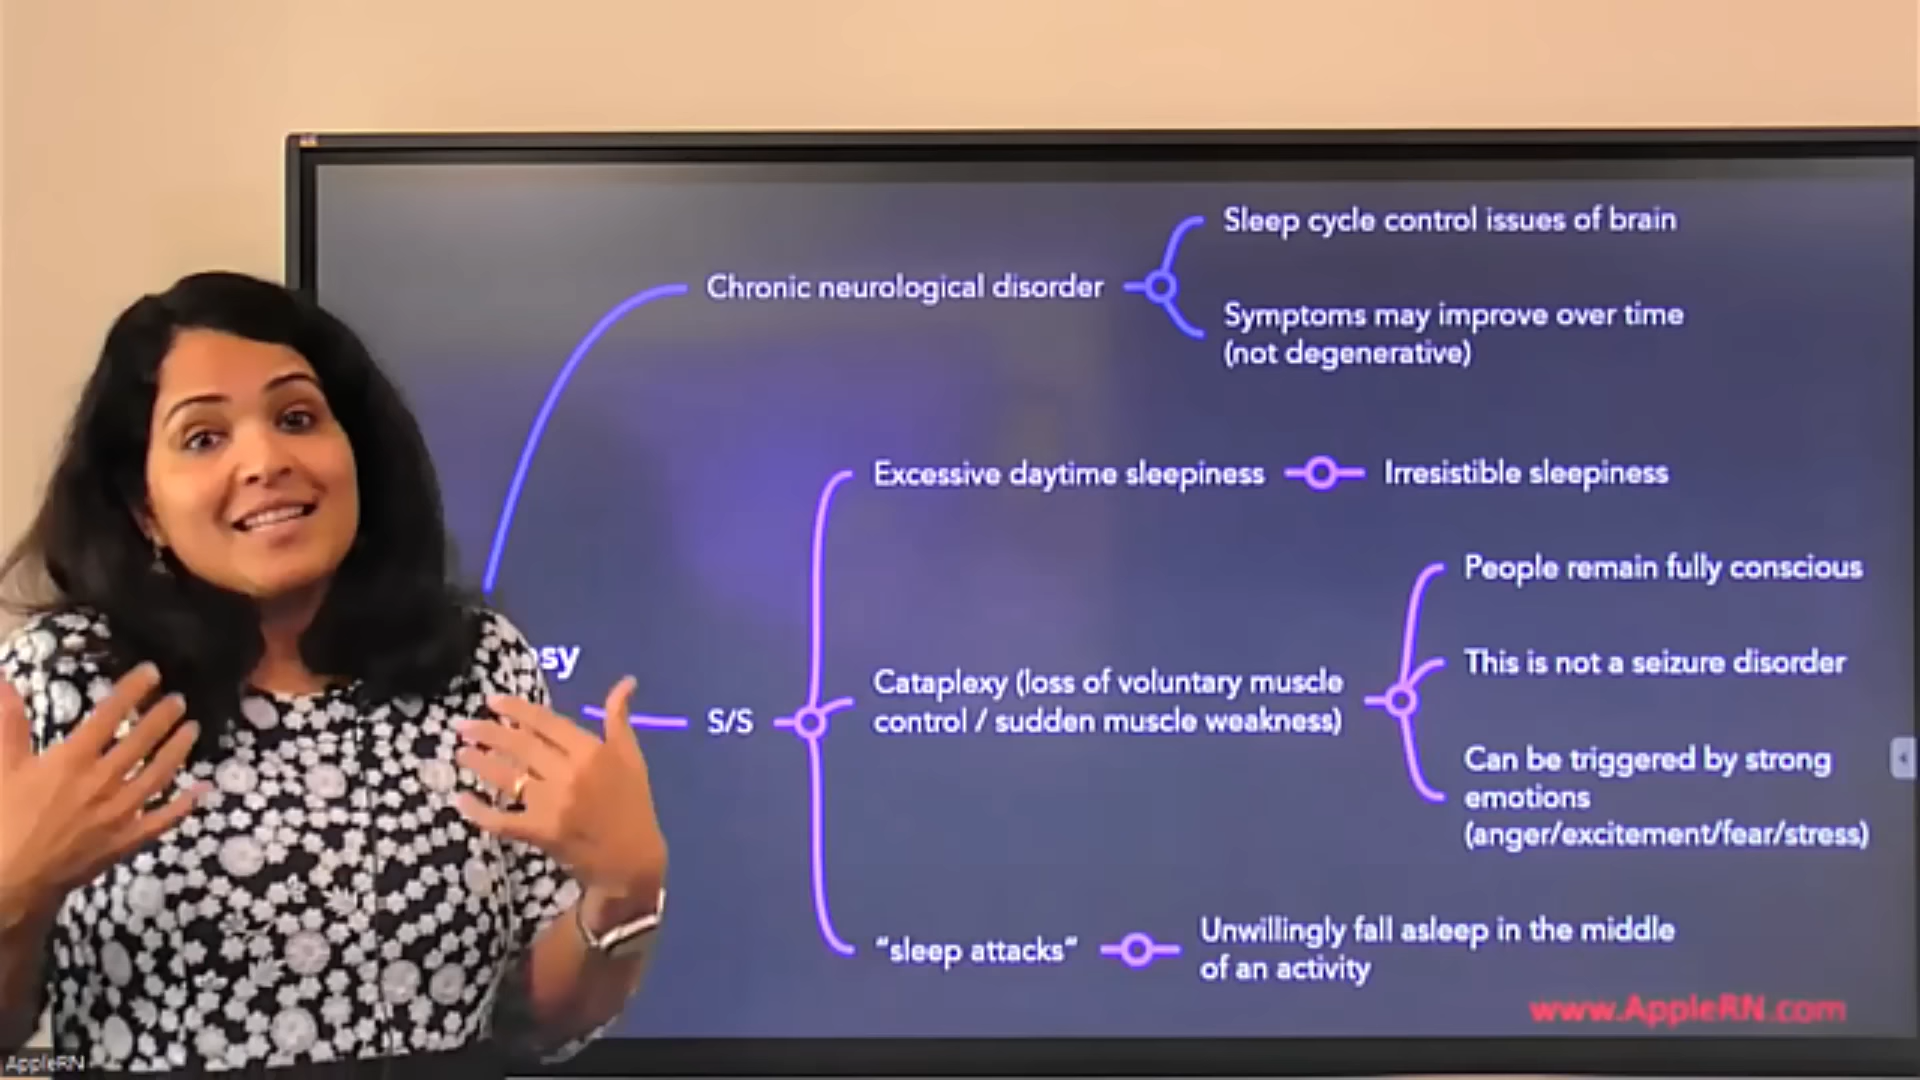 Sleep cycle control issues of brain
Chronic neurological disorder
Symptoms may improve over time
(not degenerative)
Excessive daytime sleepiness
Irresistible sleepiness
People remain fully conscious
This is not a seizure disorder
S/S
Cataplexy (loss of voluntary muscle
control / sudden muscle weakness)
Can be triggered by strong
emotions
(anger/excitement/fear/stress)
“sleep attacks“
Unwillingly fall asleep in the middle
of an activity
www.AppleRN.com
AppleRN